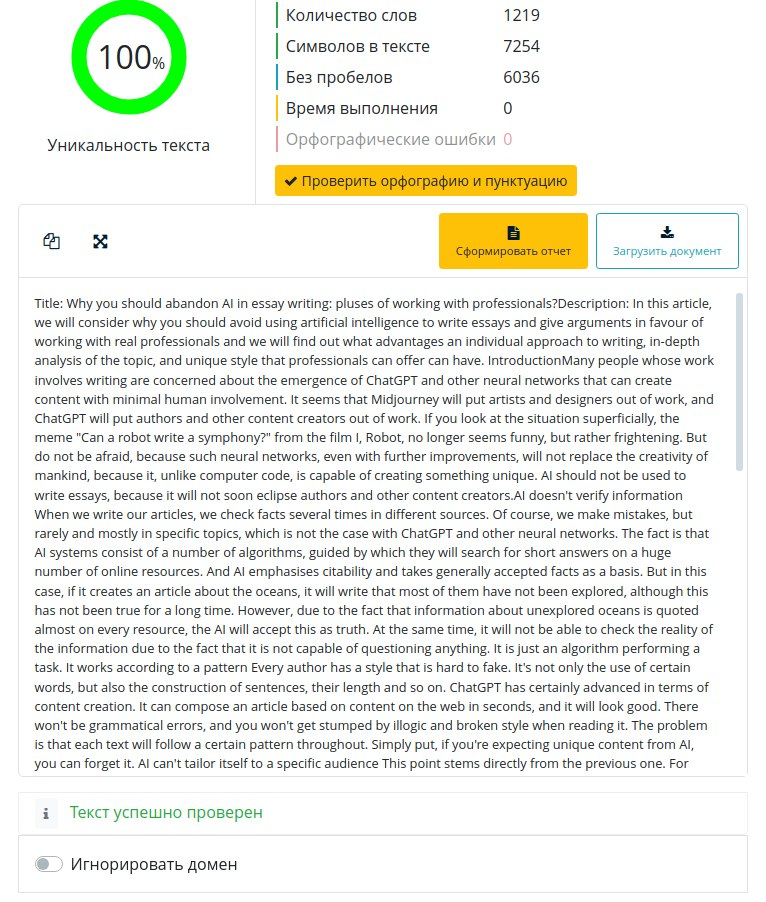 100%
Уникальность текста
Количество слов 1219
Символов в тексте 7254
Без пробелов 6036
Время выполнения 0
Орфографические ошибки 0
Проверить орфографию и пунктуацию
Сформировать отчет
Загрузить документ
Title: Why you should abandon AI in essay writing: pluses of working with professionals?Description: In this article,
we will consider why you should avoid using artificial intelligence to write essays and give arguments in favour of
working with real professionals and we will find out what advantages an individual approach to writing, in-depth
analysis of the topic, and unique style that professionals can offer can have. IntroductionMany people whose work
involves writing are concerned about the emergence of ChatGPT and other neural networks that can create
content with minimal human involvement. It seems that Midjourney will put artists and designers out of work, and
ChatGPT will put authors and other content creators out of work. If you look at the situation superficially, the
meme "Can a robot write a symphony?" from the film I, Robot, no longer seems funny, but rather frightening. But
do not be afraid, because such neural networks, even with further improvements, will not replace the creativity of
mankind, because it, unlike computer code, is capable of creating something unique. AI should not be used to
write essays, because it will not soon eclipse authors and other content creators.AI doesn't verify information
When we write our articles, we check facts several times in different sources. Of course, we make mistakes, but
rarely and mostly in specific topics, which is not the case with ChatGPT and other neural networks. The fact is that
AI systems consist of a number of algorithms, guided by which they will search for short answers on a huge
number of online resources. And AI emphasises citability and takes generally accepted facts as a basis. But in this
case, if it creates an article about the oceans, it will write that most of them have not been explored, although this
has not been true for a long time. However, due to the fact that information about unexplored oceans is quoted
almost on every resource, the AI will accept this as truth. At the same time, it will not be able to check the reality of
the information due to the fact that it is not capable of questioning anything. It is just an algorithm performing a
task. It works according to a pattern Every author has a style that is hard to fake. It's not only the use of certain
words, but also the construction of sentences, their length and so on. ChatGPT has certainly advanced in terms of
content creation. It can compose an article based on content on the web in seconds, and it will look good. There
won't be grammatical errors, and you won't get stumped by illogic and broken style when reading it. The problem
is that each text will follow a certain pattern throughout. Simply put, if you're expecting unique content from AI,
you can forget it. AI can't tailor itself to a specific audience This point stems directly from the previous one. For
Текст успешно проверен
Игнорировать домен